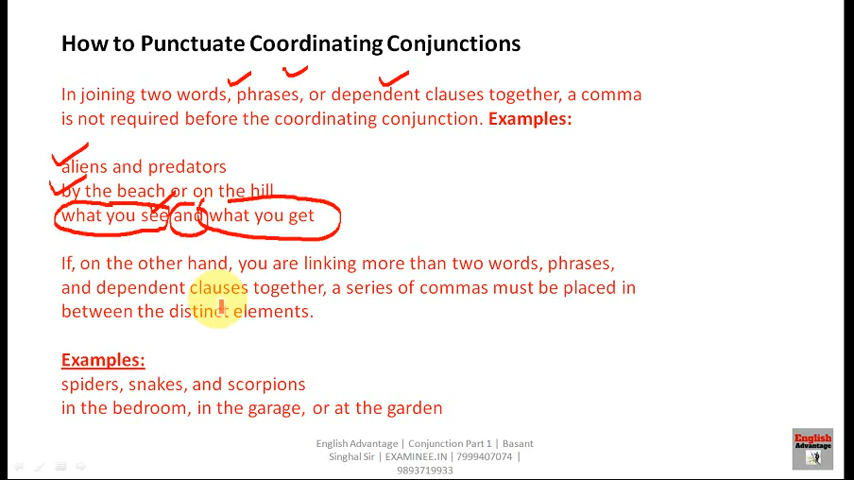 How to Punctuate Coordinating Conjunctions
In joining two words, phrases, or dependent clauses together, a comma
is not required before the coordinating conjunction. Examples:
aliens and predators
by the beach or on the hill
what you see and what you get
If, on the other hand, you are linking more than two words, phrases,
and dependent clauses together, a series of commas must be placed in
between the distinct elements.
Examples:
spiders, snakes, and scorpions
in the bedroom, in the garage, or at the garden
English Advantage | Conjunction Part 1 | Basant
Singhal Sir | EXAMINEE.IN | 7999407074 |
9893719933
English
Advantage